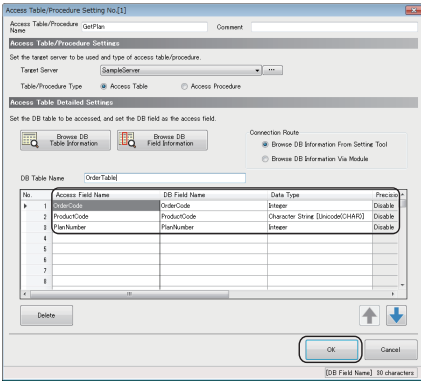 Access Table/Procedure Setting No.[1]
Access Table/Procedure Name GetPlan Comment
Access Table/Procedure Settings
Set the target server to be used and type of access table/procedure.
Target Server SampleServer ...
Table/Procedure Type Access Table Access Procedure
Access Table Detailed Settings
Set the DB table to be accessed, and set the DB field as the access field.
Browse DB Table Information Browse DB Field Information Connection Route
Browse DB Information From Setting Tool
Browse DB Information Via Module
DB Table Name OrderTable
No. Access Field Name DB Field Name Data Type Precisio
1 OrderCode OrderCode Integer Disable
2 ProductCode ProductCode Character String [Unicode(CHAR)] Disable
3 PlanNumber PlanNumber Integer Disable
4
5
6
7
8
Delete
OK Cancel
[DB Field Name] 30 characters